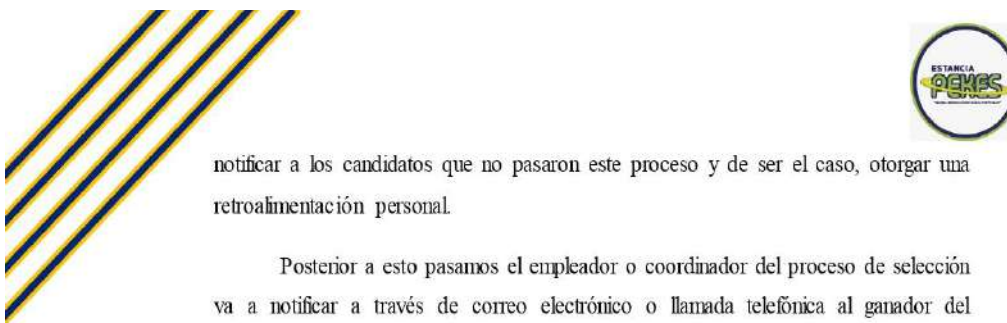 ESTANCIA
PEKES
notificar a los candidatos que no pasaron este proceso y de ser el caso, otorgar una
retroalimentación personal.
Posterior a esto pasamos el empleador o coordinador del proceso de selección
va a notificar a través de correo electrónico o llamada telefónica al ganador del